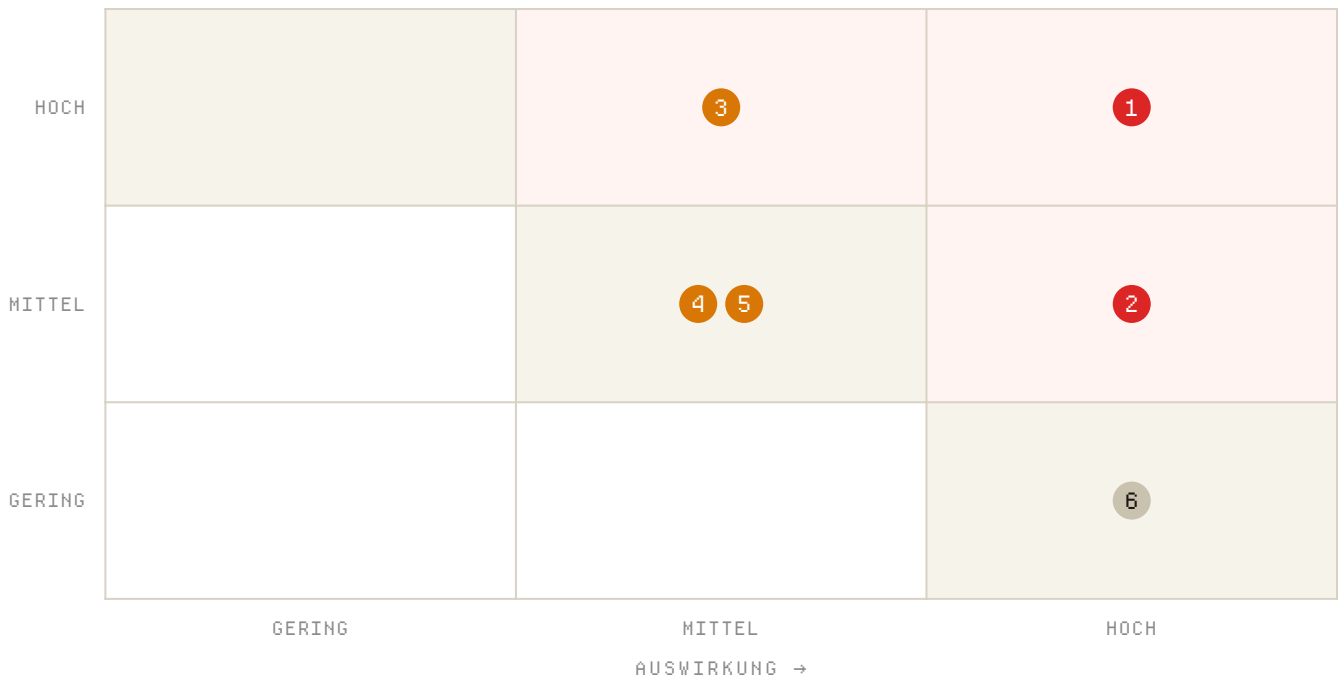 HOCH 3 1
MITTEL 4 5 2
GERING 6
GERING MITTEL HOCH
AUSWIRKUNG →